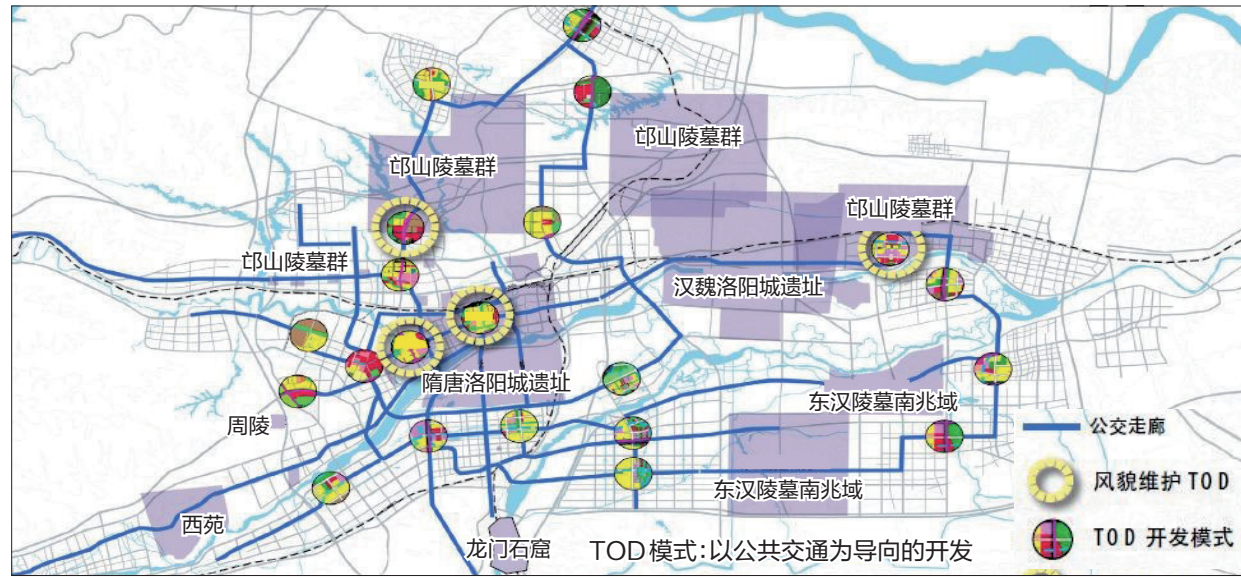 邙山陵墓群
邙山陵墓群
邙山陵墓群
邙山陵墓群
汉魏洛阳城遗址
隋唐洛阳城遗址
东汉陵墓南兆域
周陵
东汉陵墓南兆域
西苑
龙门石窟
TOD模式:以公共交通为导向的开发
公交走廊
风貌维护 TOD
TOD 开发模式